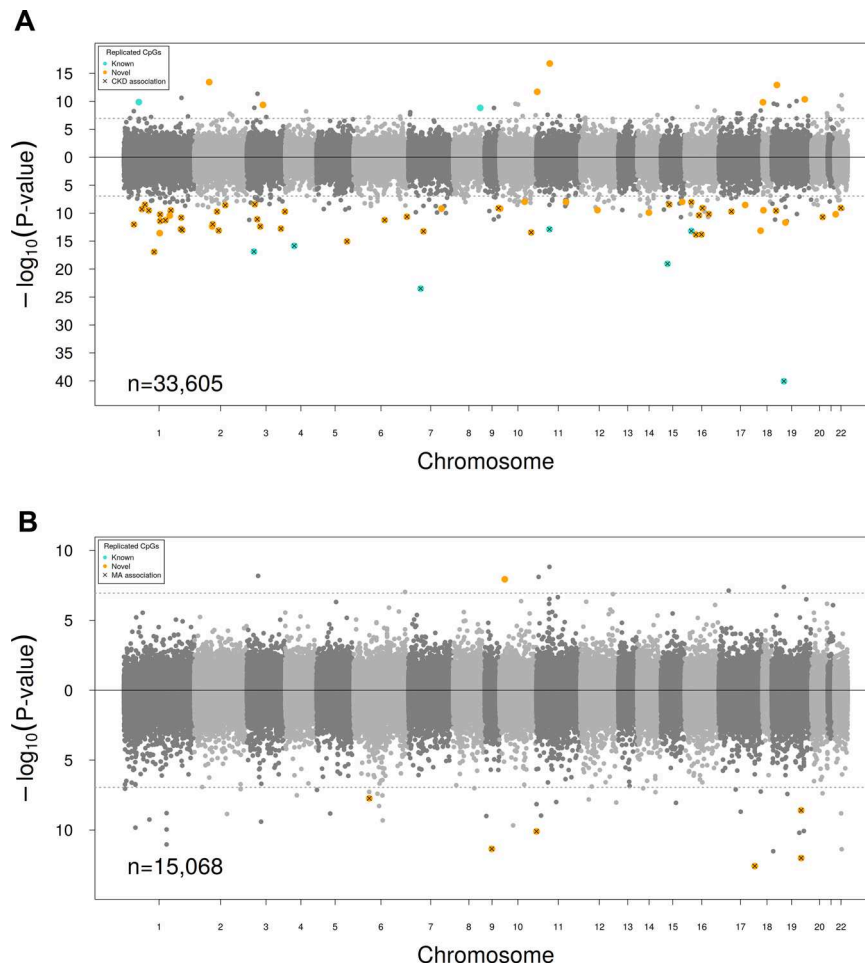 A
Replicated CpGs
Known
Novel
CKD association
15
10
5
0
5
10
15
20
25
30
35
40
− log10(P-value)
n=33,605
1 2 3 4 5 6 7 8 9 10 11 12 13 14 15 16 17 18 19 20 22
Chromosome
B
Replicated CpGs
Known
Novel
MA association
10
5
0
5
10
− log10(P-value)
n=15,068
1 2 3 4 5 6 7 8 9 10 11 12 13 14 15 16 17 18 19 20 22
Chromosome